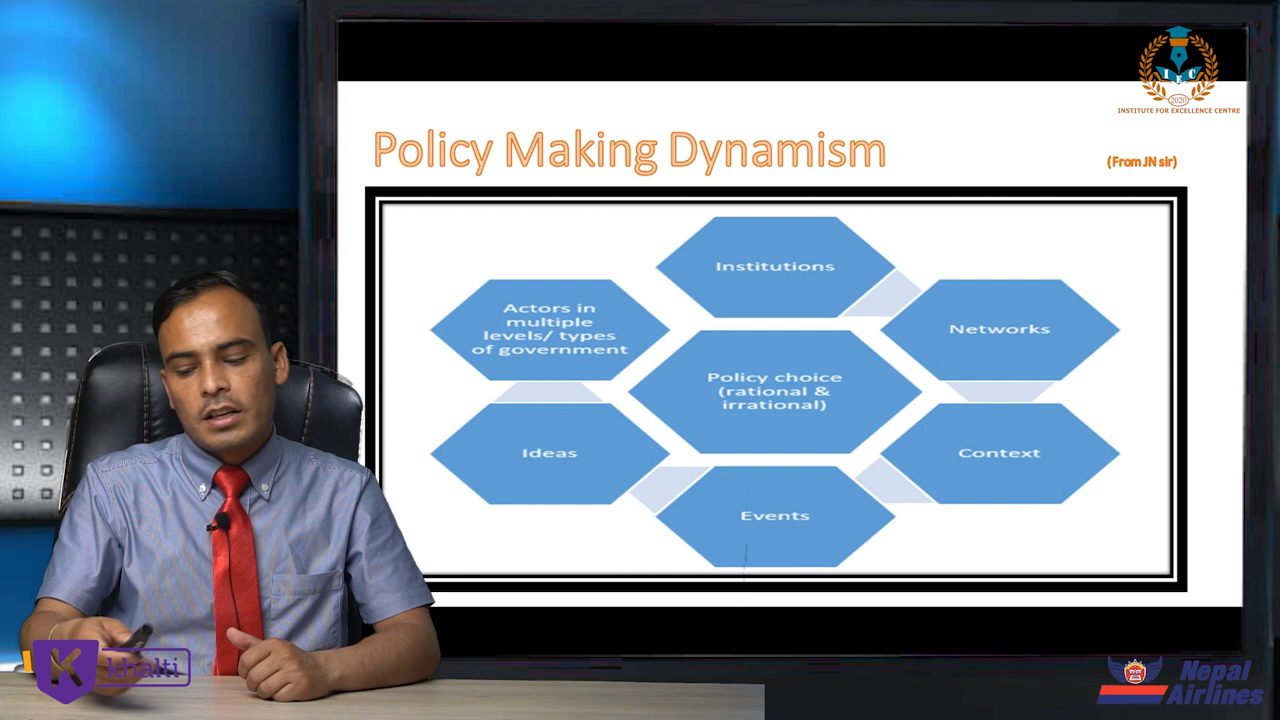 IEC
2020
INSTITUTE FOR EXCELLENCE CENTRE
Policy Making Dynamism
(From JN sir)
Institutions
Actors in
multiple
levels/ types
of government
Networks
Policy choice
(rational &
irrational)
Ideas
Context
Events
K khalti
Nepal
Airlines